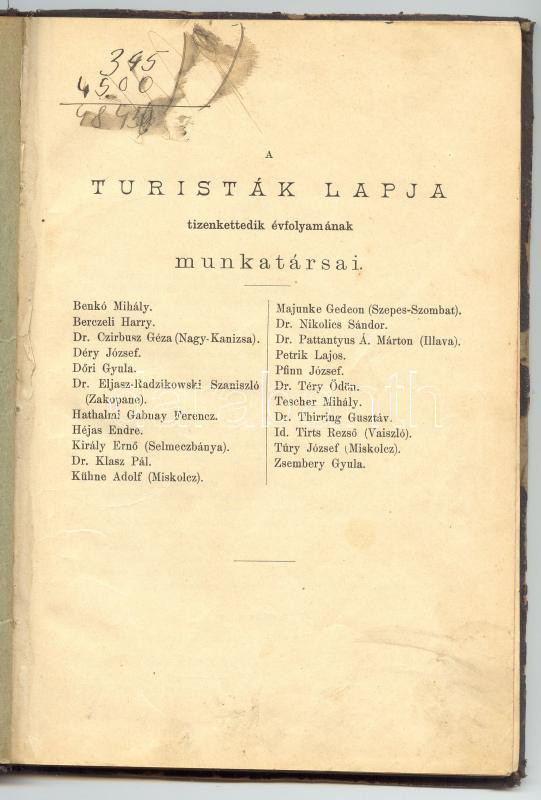 345
4500
A
TURISTÁK LAPJA
tizenkettedik évfolyamának
munkatársai.
Benkó Mihály.
Berczeli Harry.
Dr. Czirbusz Géza (Nagy-Kanizsa).
Déry József.
Dőri Gyula.
Dr. Eljasz-Radzikowski Szaniszló
(Zakopane).
Hathalmi Gabnay Ferencz.
Héjas Endre.
Király Ernő (Selmeczbánya).
Dr. Klasz Pál.
Kühne Adolf (Miskolcz).
Majunke Gedeon (Szepes-Szombat).
Dr. Nikolics Sándor.
Dr. Pattantyus Á. Márton (Illava).
Petrik Lajos.
Pfinn József.
Dr. Téry Ödön.
Tescher Mihály.
Dr. Thirring Gusztáv.
Id. Tirts Rezső (Vaiszló).
Túry József (Miskolcz).
Zsembery Gyula.